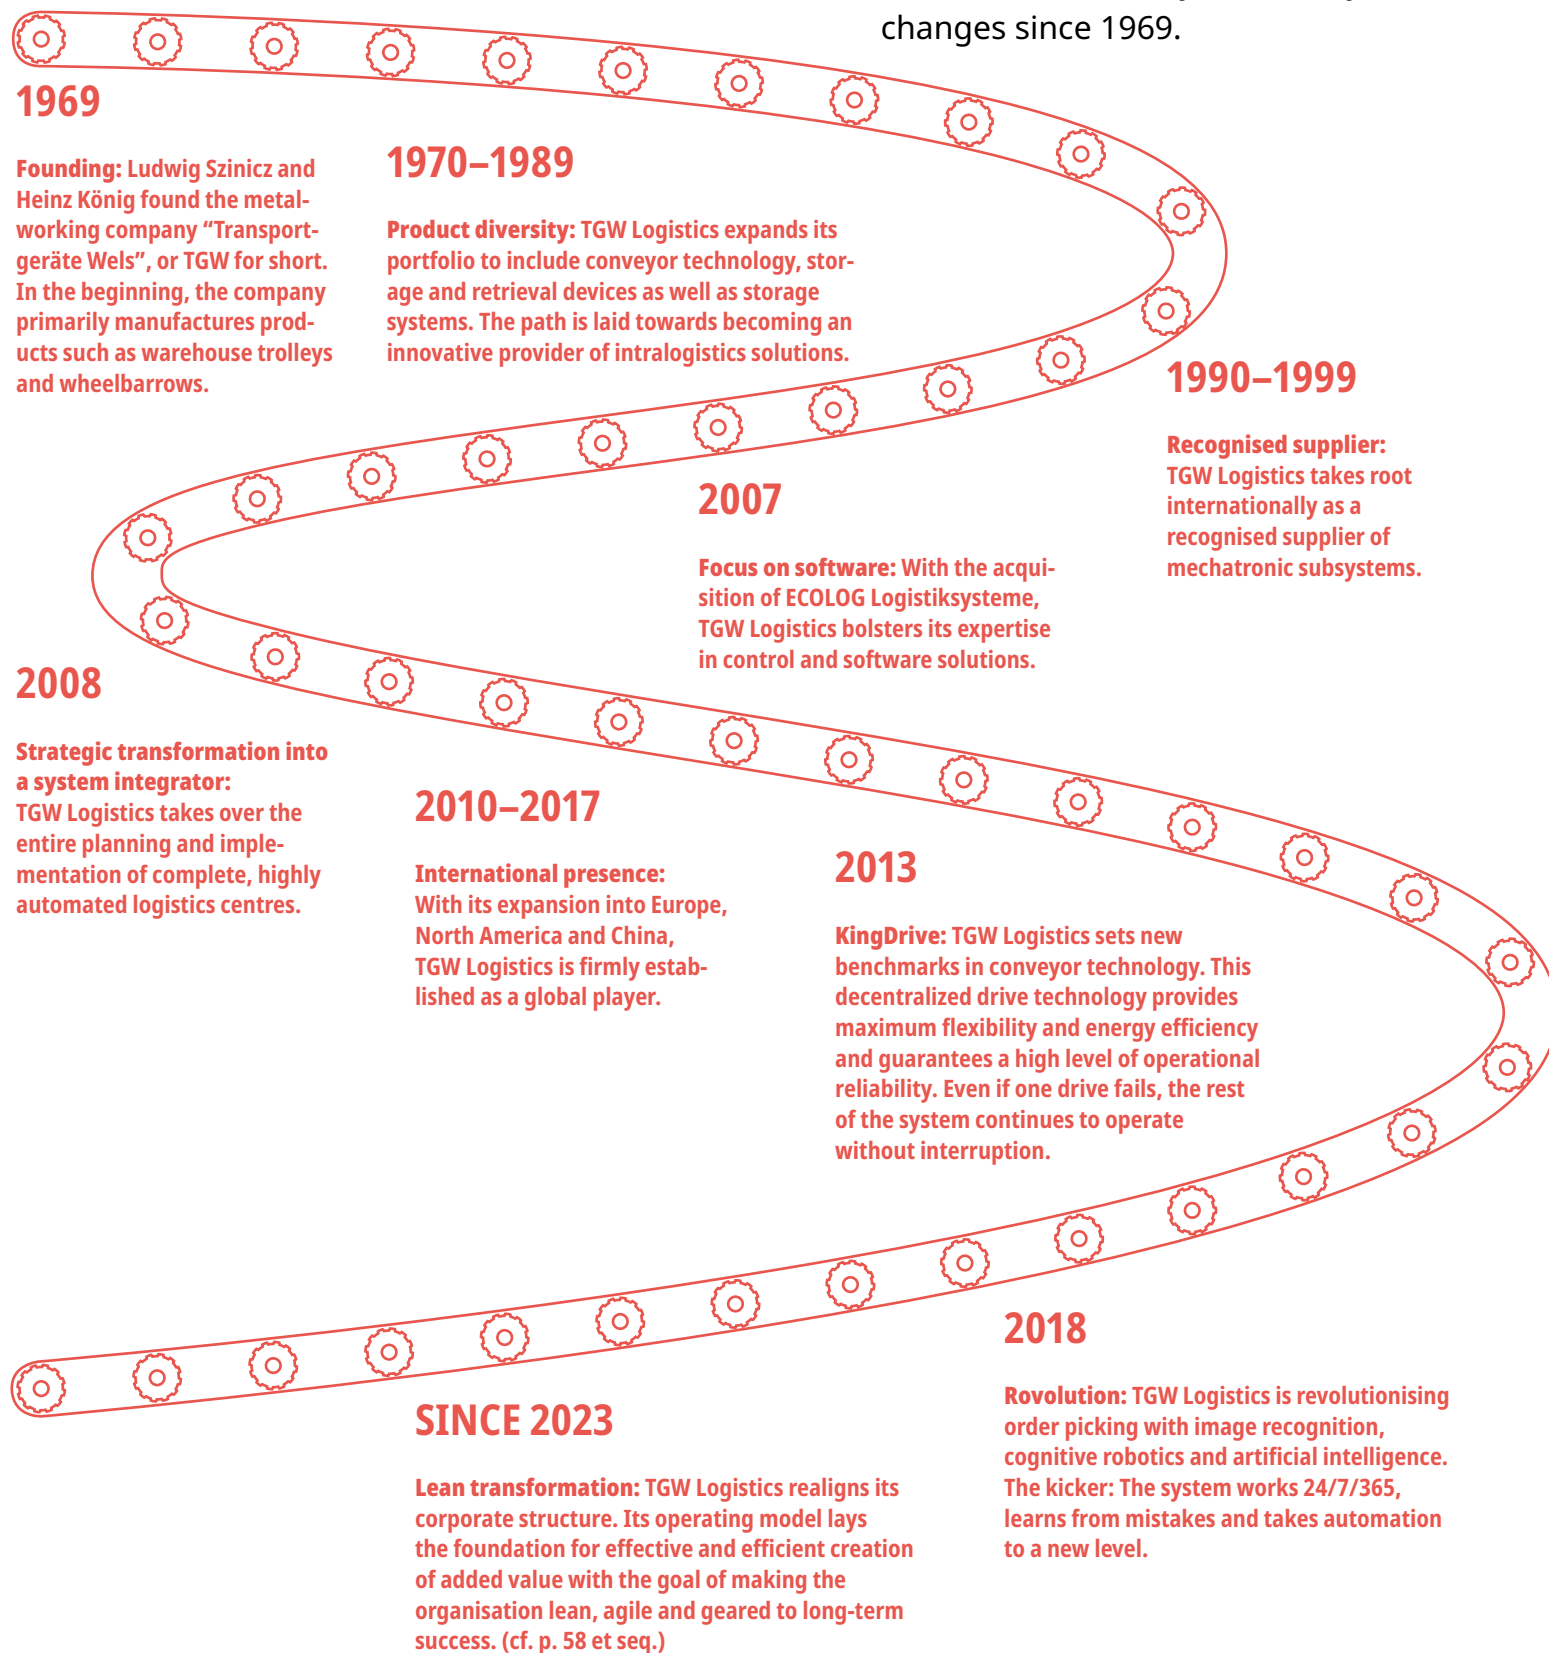 changes since 1969.
1969
Founding: Ludwig Szinicz and
Heinz König found the metal-
working company “Transport-
geräte Wels”, or TGW for short.
In the beginning, the company
primarily manufactures prod-
ucts such as warehouse trolleys
and wheelbarrows.
1970–1989
Product diversity: TGW Logistics expands its
portfolio to include conveyor technology, stor-
age and retrieval devices as well as storage
systems. The path is laid towards becoming an
innovative provider of intralogistics solutions.
1990–1999
Recognised supplier:
TGW Logistics takes root
internationally as a
recognised supplier of
mechatronic subsystems.
2007
Focus on software: With the acqui-
sition of ECOLOG Logistiksysteme,
TGW Logistics bolsters its expertise
in control and software solutions.
2008
Strategic transformation into
a system integrator:
TGW Logistics takes over the
entire planning and imple-
mentation of complete, highly
automated logistics centres.
2010–2017
International presence:
With its expansion into Europe,
North America and China,
TGW Logistics is firmly estab-
lished as a global player.
2013
KingDrive: TGW Logistics sets new
benchmarks in conveyor technology. This
decentralized drive technology provides
maximum flexibility and energy efficiency
and guarantees a high level of operational
reliability. Even if one drive fails, the rest
of the system continues to operate
without interruption.
2018
Rovolution: TGW Logistics is revolutionising
order picking with image recognition,
cognitive robotics and artificial intelligence.
The kicker: The system works 24/7/365,
learns from mistakes and takes automation
to a new level.
SINCE 2023
Lean transformation: TGW Logistics realigns its
corporate structure. Its operating model lays
the foundation for effective and efficient creation
of added value with the goal of making the
organisation lean, agile and geared to long-term
success. (cf. p. 58 et seq.)